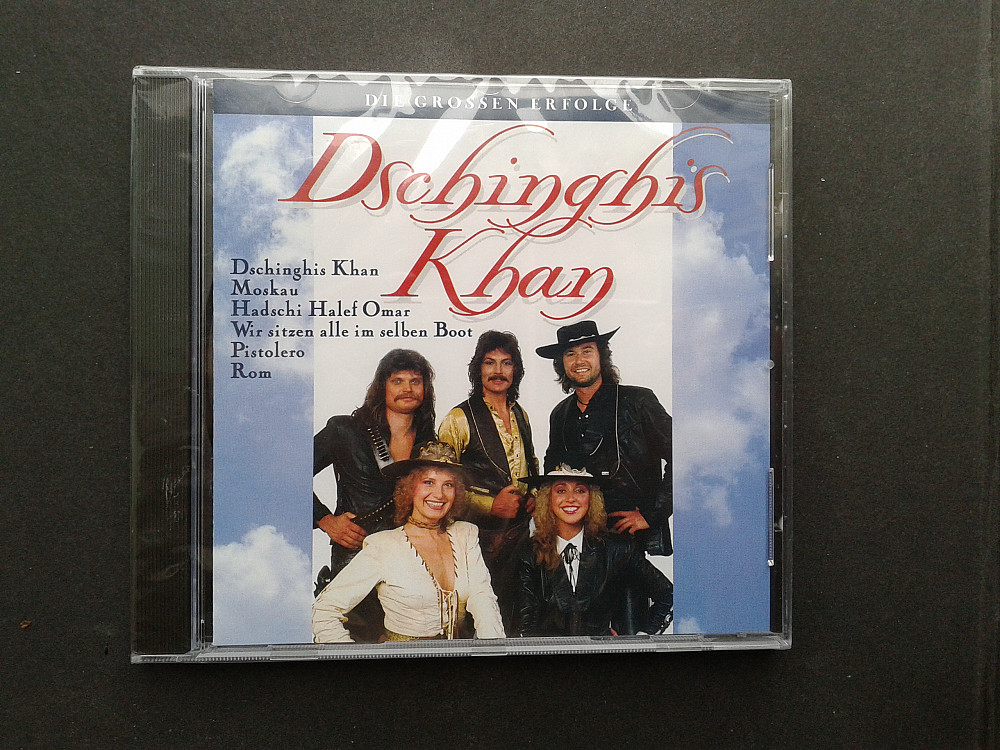 DIE GROSSEN ERFOLGE
Dschinghis
Khan
Dschinghis Khan
Moskau
Hadschi Halef Omar
Wir sitzen alle im selben Boot
Pistolero
Rom